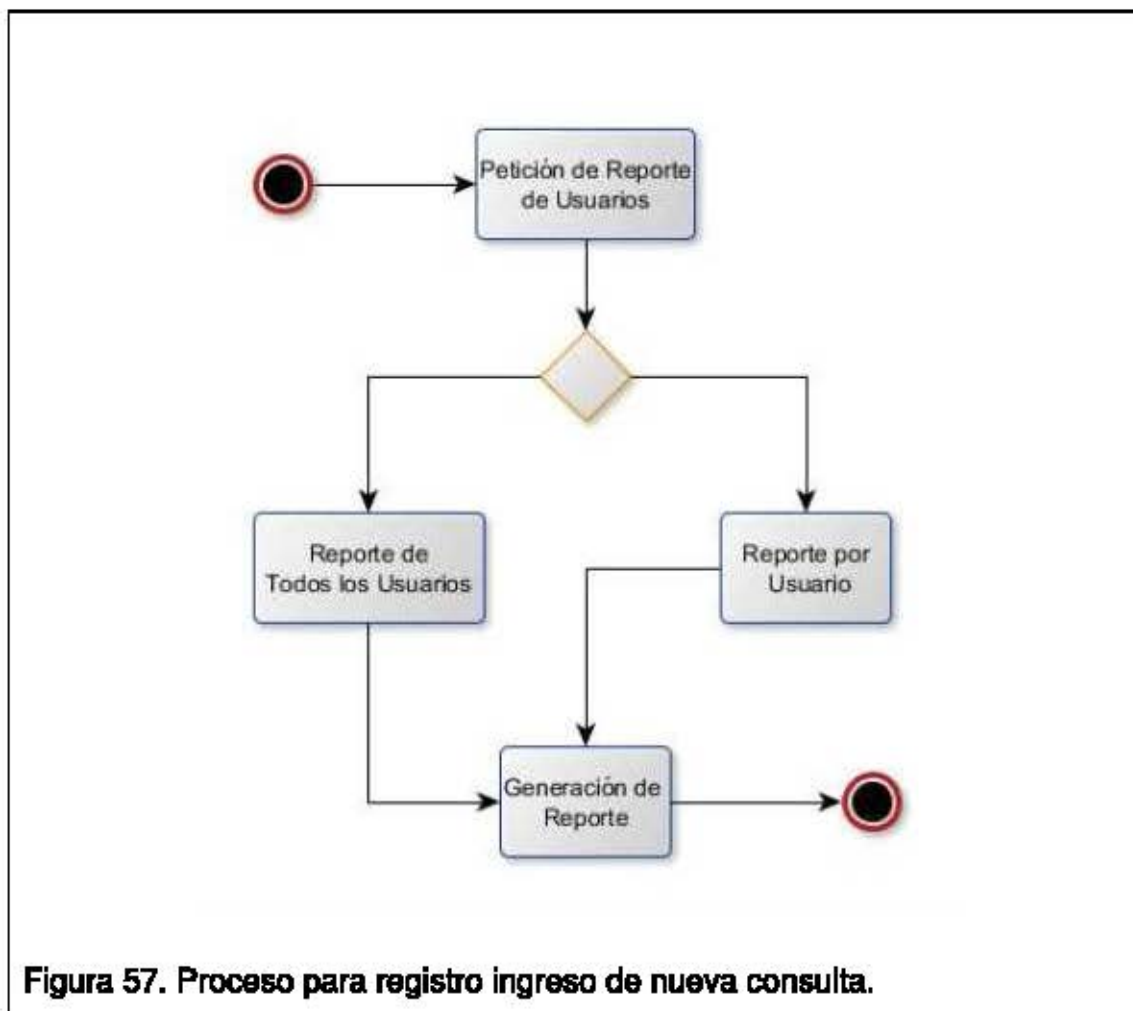 Petición de Reporte
de Usuarios
Reporte de
Todos los Usuarios
Reporte por
Usuario
Generación de
Reporte
Figura 57. Proceso para registro ingreso de nueva consulta.